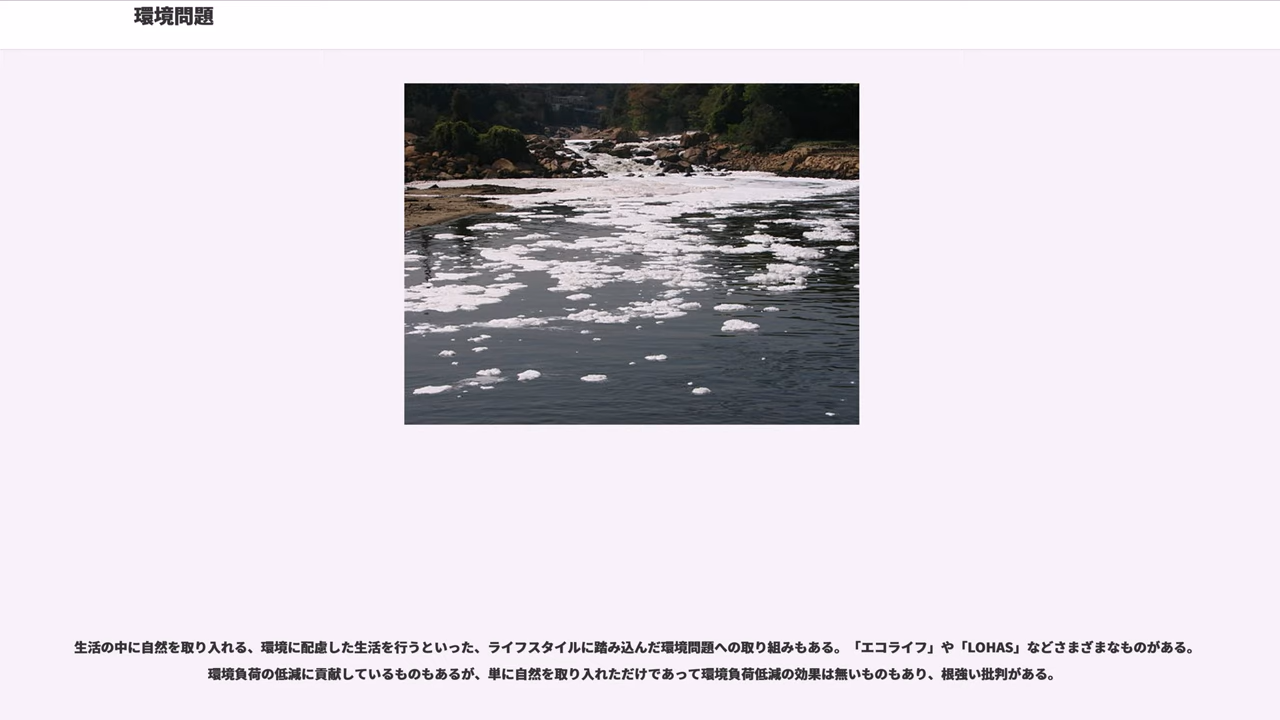 環境問題
生活の中に自然を取り入れる、環境に配慮した生活を行うといった、ライフスタイルに踏み込んだ環境問題への取り組みもある。「エコライフ」や「LOHAS」などさまざまなものがある。
環境負荷の低減に貢献しているものもあるが、単に自然を取り入れただけであって環境負荷低減の効果は無いものもあり、根強い批判がある。